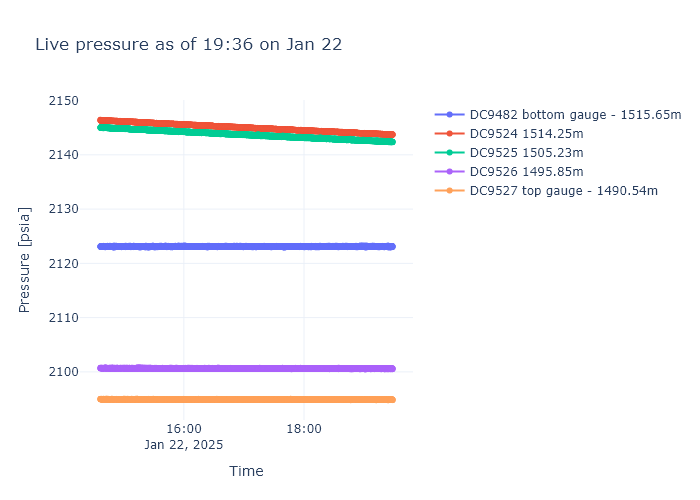 Live pressure as of 19:36 on Jan 22
2150
2140
2130
2120
2110
2100
Pressure [psia]
16:00
Jan 22, 2025
18:00
Time
DC9482 bottom gauge - 1515.65m
DC9524 1514.25m
DC9525 1505.23m
DC9526 1495.85m
DC9527 top gauge - 1490.54m